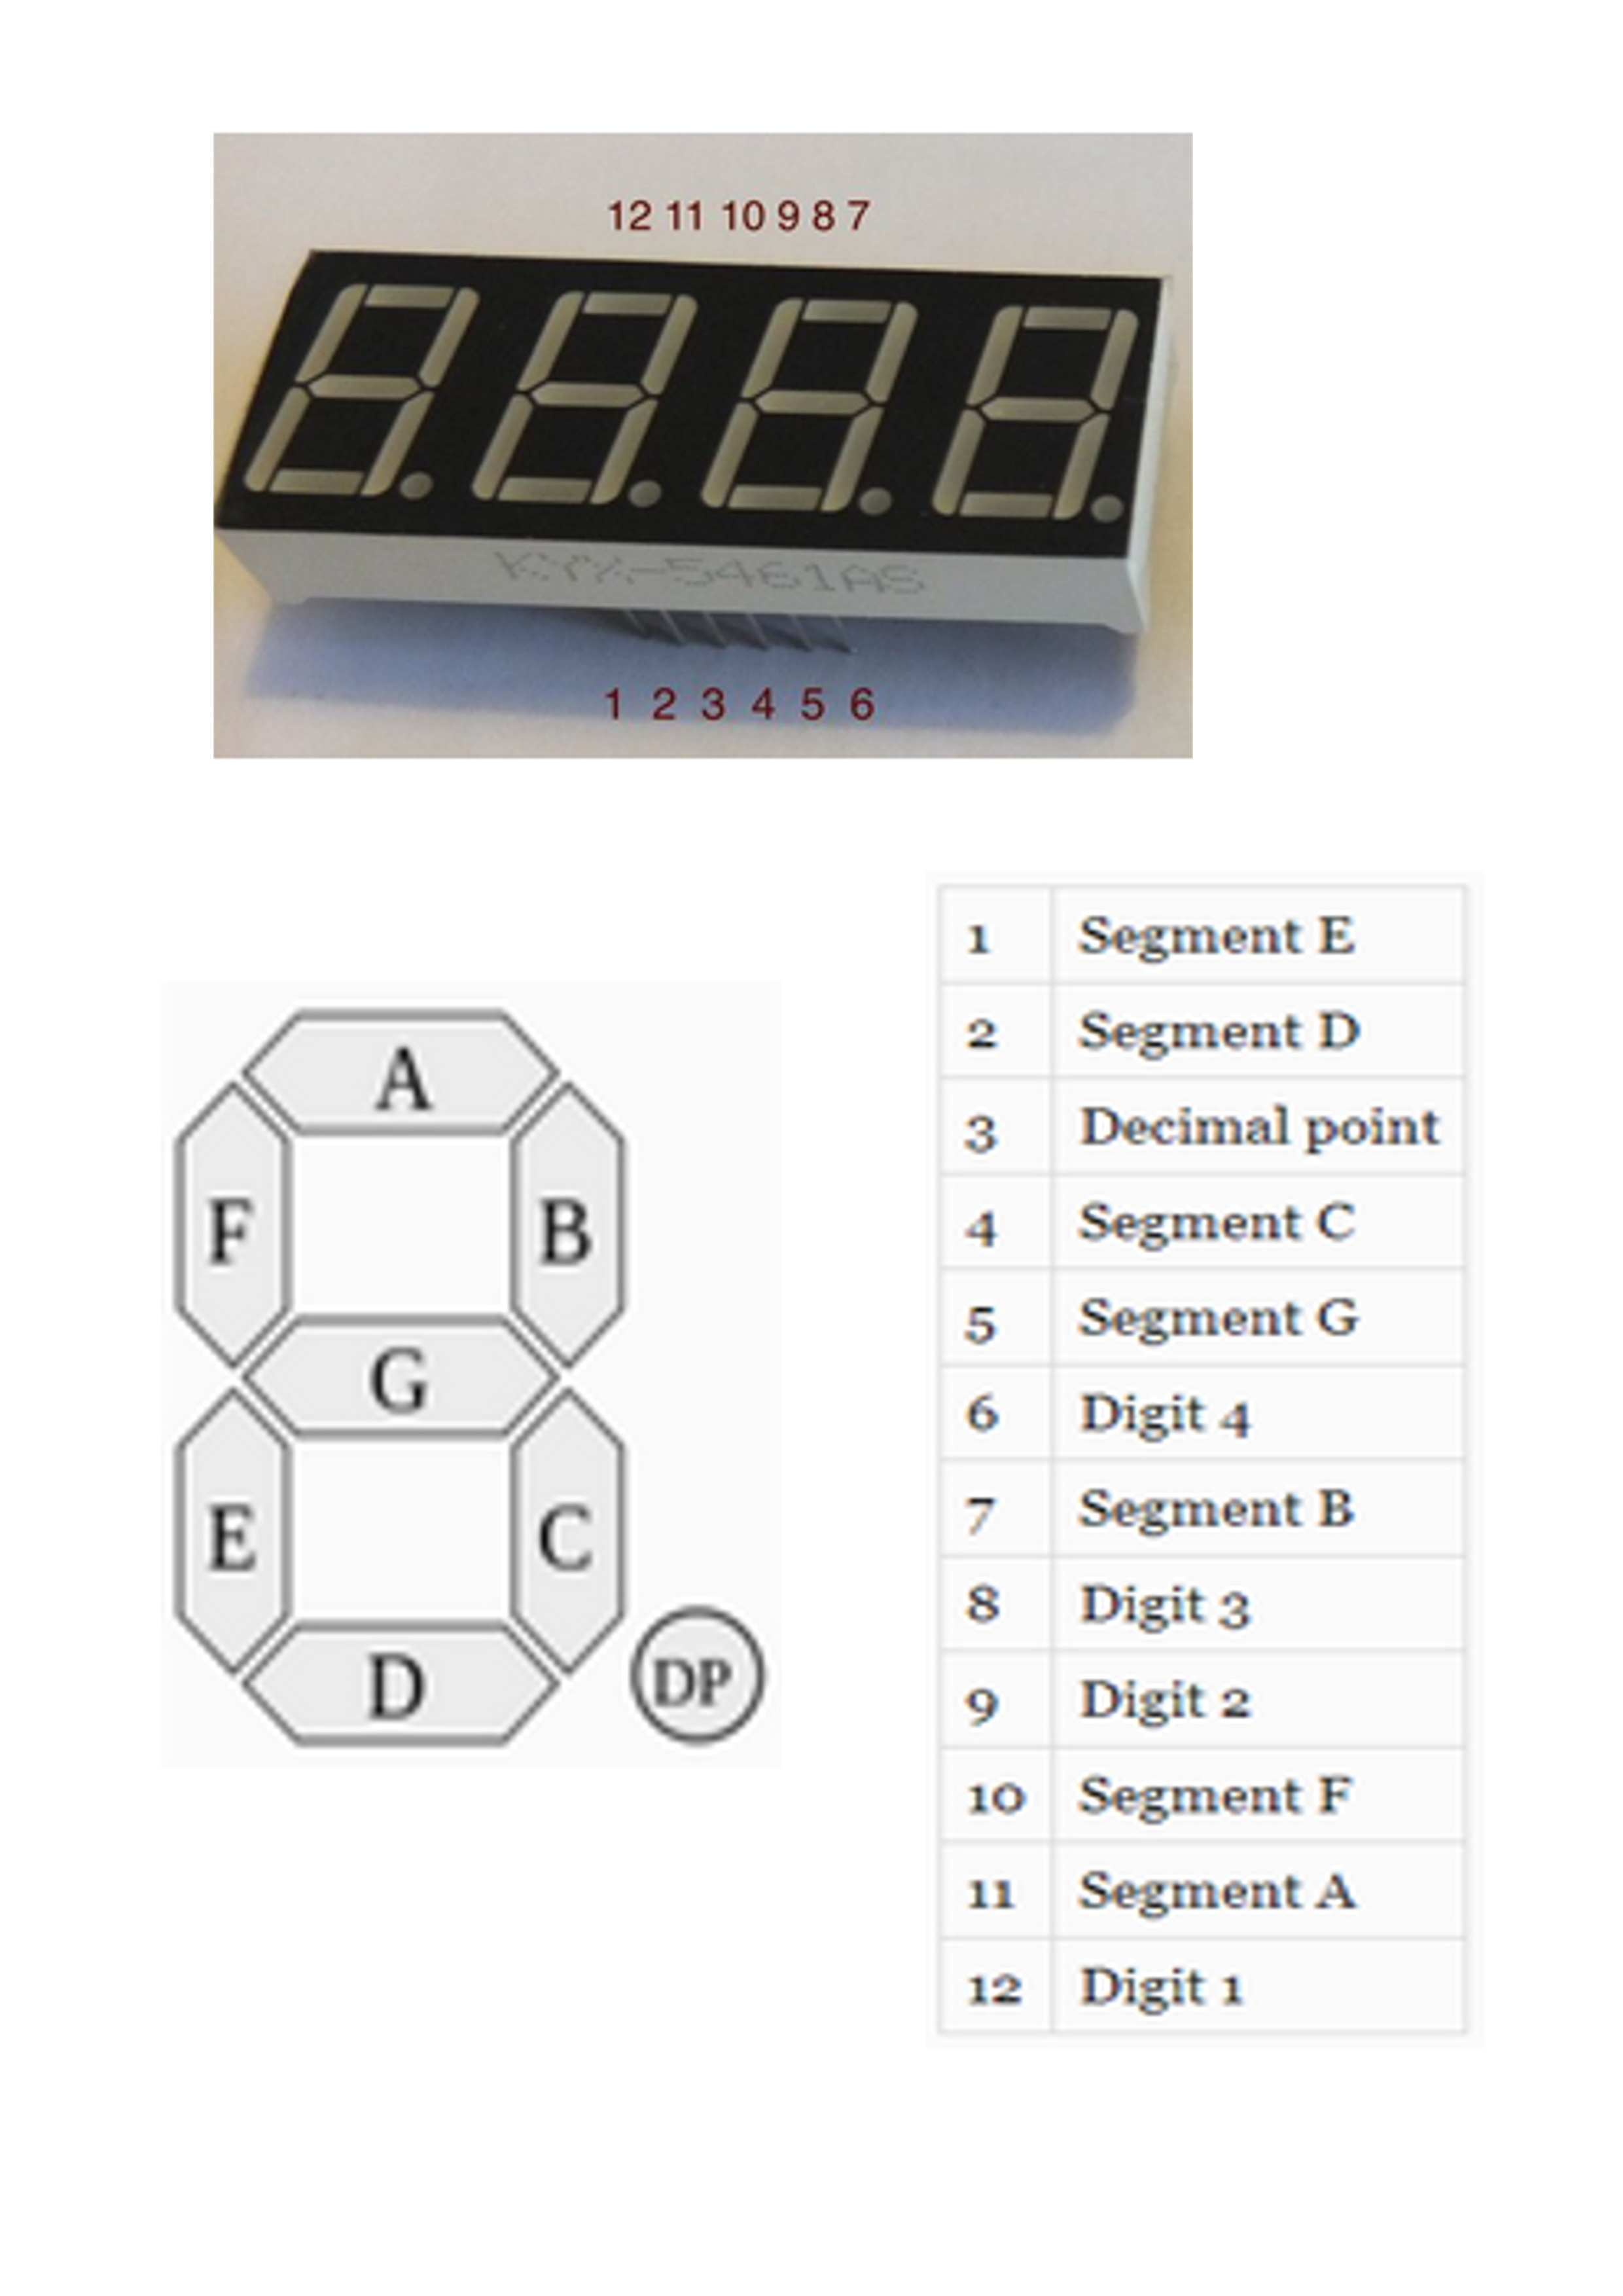 12 11 10 9 8 7
KYX-5461AS
1 2 3 4 5 6
A
F B
G
E C
D DP
1 Segment E
2 Segment D
3 Decimal point
4 Segment C
5 Segment G
6 Digit 4
7 Segment B
8 Digit 3
9 Digit 2
10 Segment F
11 Segment A
12 Digit 1